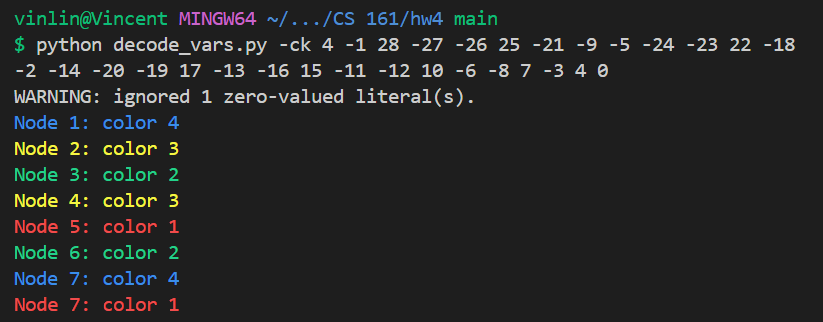 vinlin@Vincent MINGW64 ~/.../CS 161/hw4 main
$ python decode_vars.py -ck 4 -1 28 -27 -26 25 -21 -9 -5 -24 -23 22 -18
-2 -14 -20 -19 17 -13 -16 15 -11 -12 10 -6 -8 7 -3 4 0
WARNING: ignored 1 zero-valued literal(s).
Node 1: color 4
Node 2: color 3
Node 3: color 2
Node 4: color 3
Node 5: color 1
Node 6: color 2
Node 7: color 4
Node 7: color 1